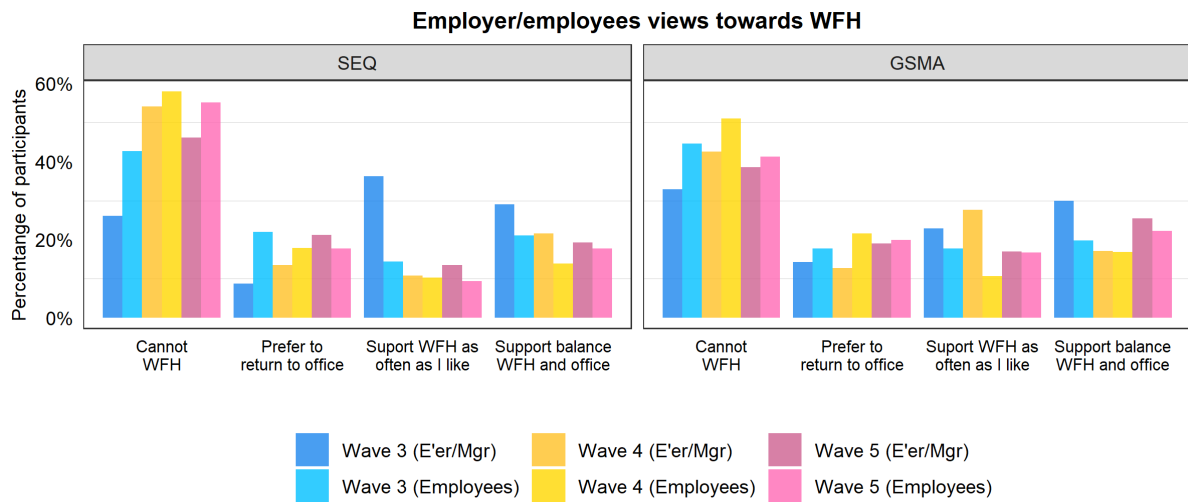 Employer/employees views towards WFH
SEQ
GSMA
Percentange of participants
60%
40%
20%
0%
Cannot
WFH
Prefer to
return to office
Suport WFH as
often as I like
Support balance
WFH and office
Cannot
WFH
Prefer to
return to office
Suport WFH as
often as I like
Support balance
WFH and office
Wave 3 (E'er/Mgr)
Wave 4 (E'er/Mgr)
Wave 5 (E'er/Mgr)
Wave 3 (Employees)
Wave 4 (Employees)
Wave 5 (Employees)